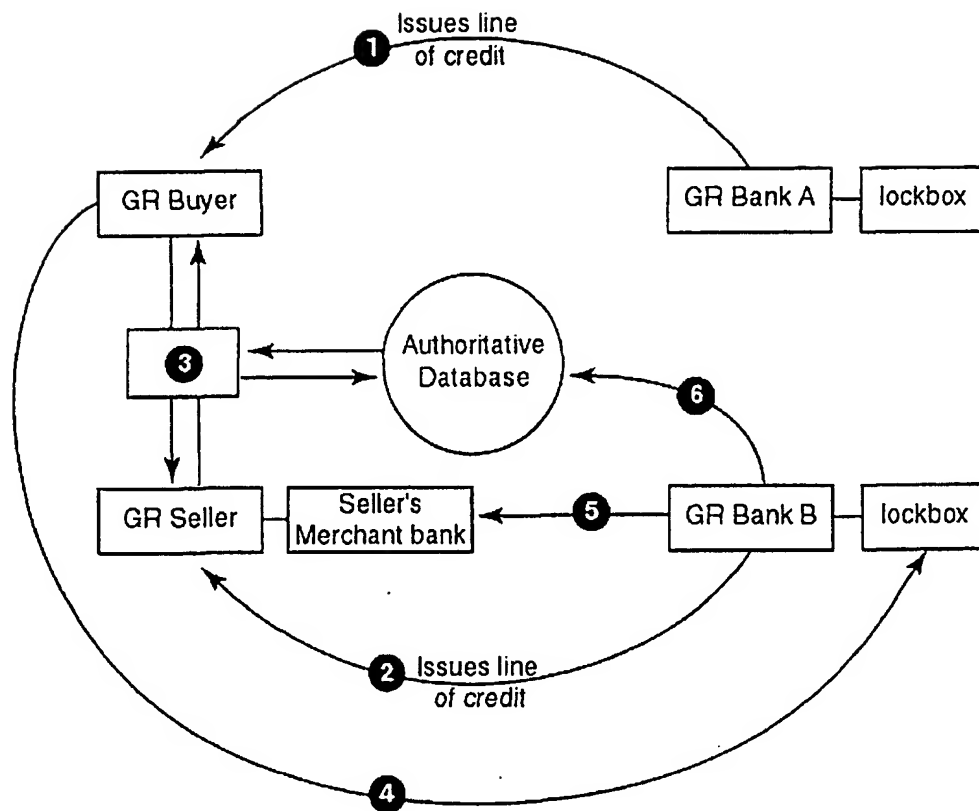 1
Issues line
of credit
GR Buyer
GR Bank A
lockbox
3
Authoritative
Database
6
GR Seller
Seller's
Merchant bank
5
GR Bank B
lockbox
2
Issues line
of credit
4